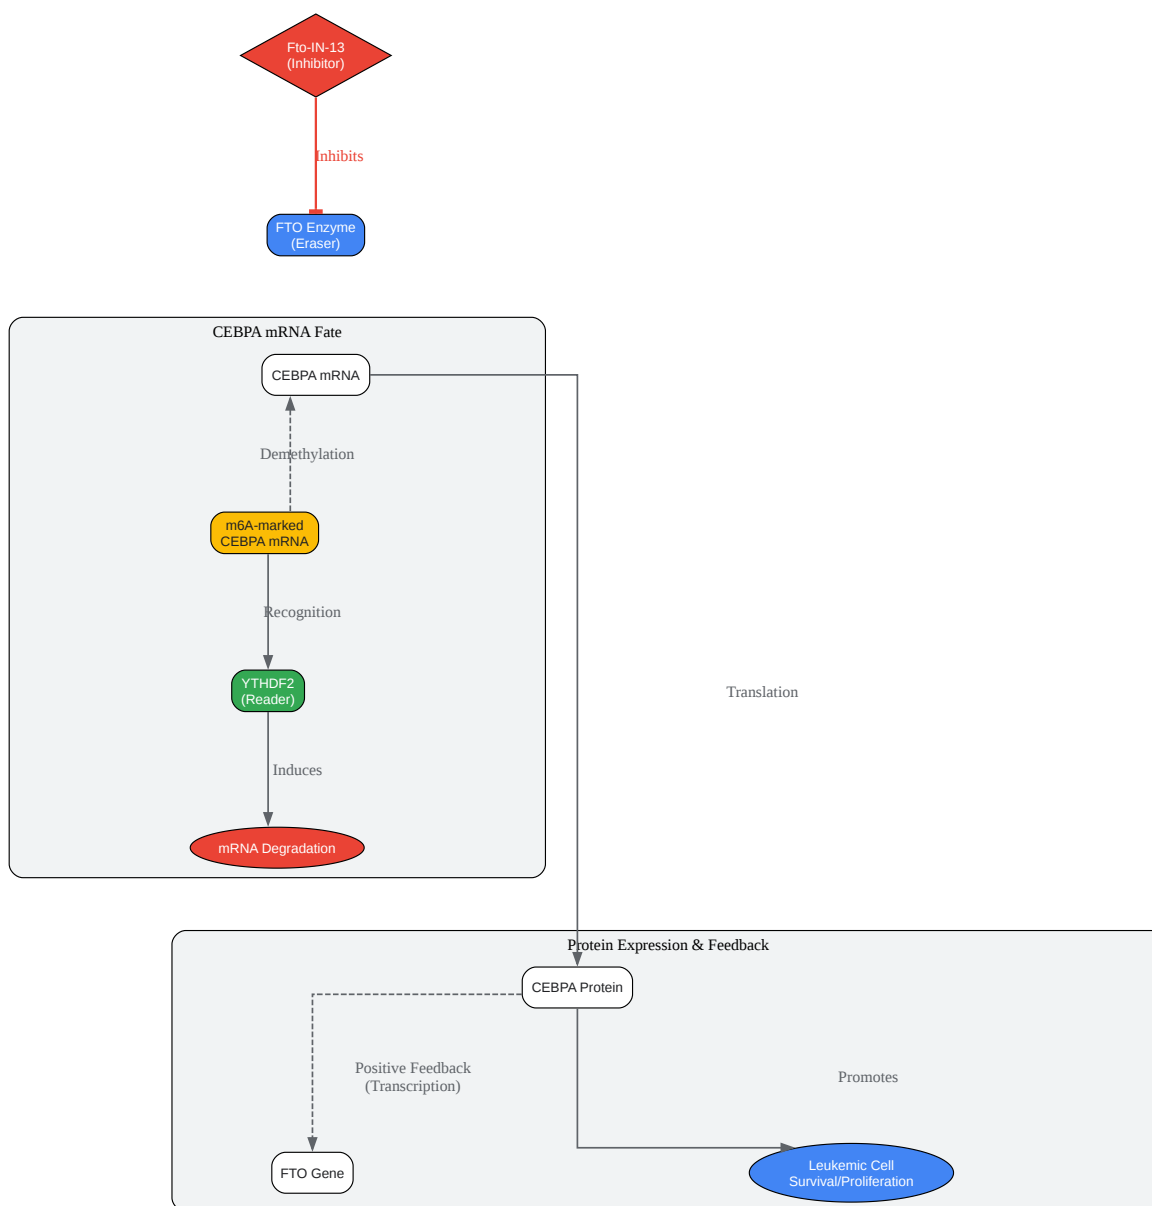 Fto-IN-13
(Inhibitor)
Inhibits
FTO Enzyme
(Eraser)
CEBPA mRNA Fate
CEBPA mRNA
Demethylation
m6A-marked
CEBPA mRNA
Recognition
YTHDF2
(Reader)
Translation
Induces
mRNA Degradation
Protein Expression & Feedback
CEBPA Protein
Positive Feedback
(Transcription)
Promotes
FTO Gene
Leukemic Cell
Survival/Proliferation